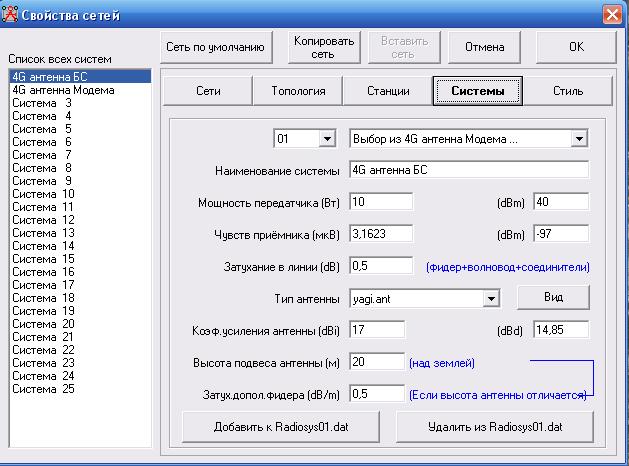 Свойства сетей
Список всех систем
4G антенна БС
4G антенна Модема
Система 3
Система 4
Система 5
Система 6
Система 7
Система 8
Система 9
Система 10
Система 11
Система 12
Система 13
Система 14
Система 15
Система 16
Система 17
Система 18
Система 19
Система 20
Система 21
Система 22
Система 23
Система 24
Система 25
Сеть по умолчанию
Копировать сеть
Вставить сеть
Отмена
OK
Сети
Топология
Станции
Системы
Стиль
01
Выбор из 4G антенна Модема ...
Наименование системы 4G антенна БС
Мощность передатчика (Вт) 10 (dBm) 40
Чувств приёмника (мкВ) 3,1623 (dBm) -97
Затухание в линии (dB) 0,5 (фидер+волновод+соединители)
Тип антенны yagi.ant Вид
Коэф.усиления антенны (dBi) 17 (dBd) 14,85
Высота подвеса антенны (м) 20 (над землей)
Затух.допол.фидера (dB/m) 0,5 (Если высота антенны отличается)
Добавить к Radiosys01.dat
Удалить из Radiosys01.dat